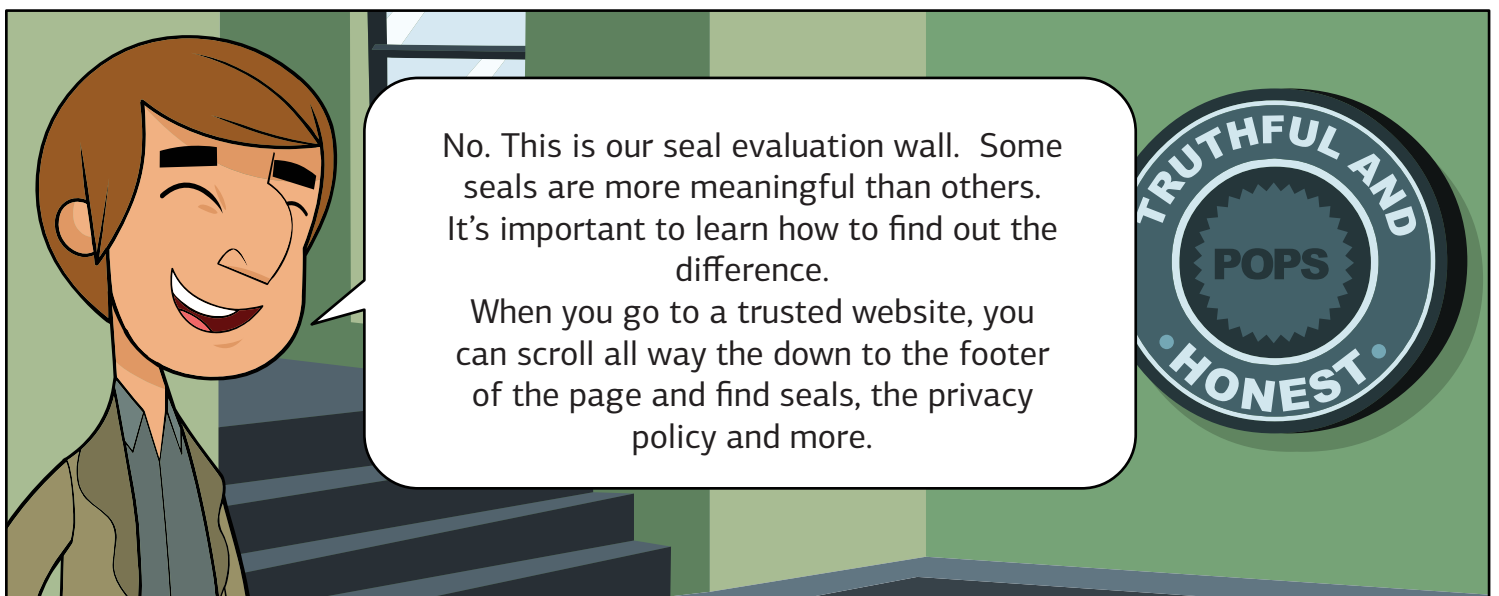 No. This is our seal evaluation wall.  Some
seals are more meaningful than others.
It’s important to learn how to find out the
difference.
When you go to a trusted website, you
can scroll all way the down to the footer
of the page and find seals, the privacy
policy and more.
TRUTHFUL AND
POPS
HONEST